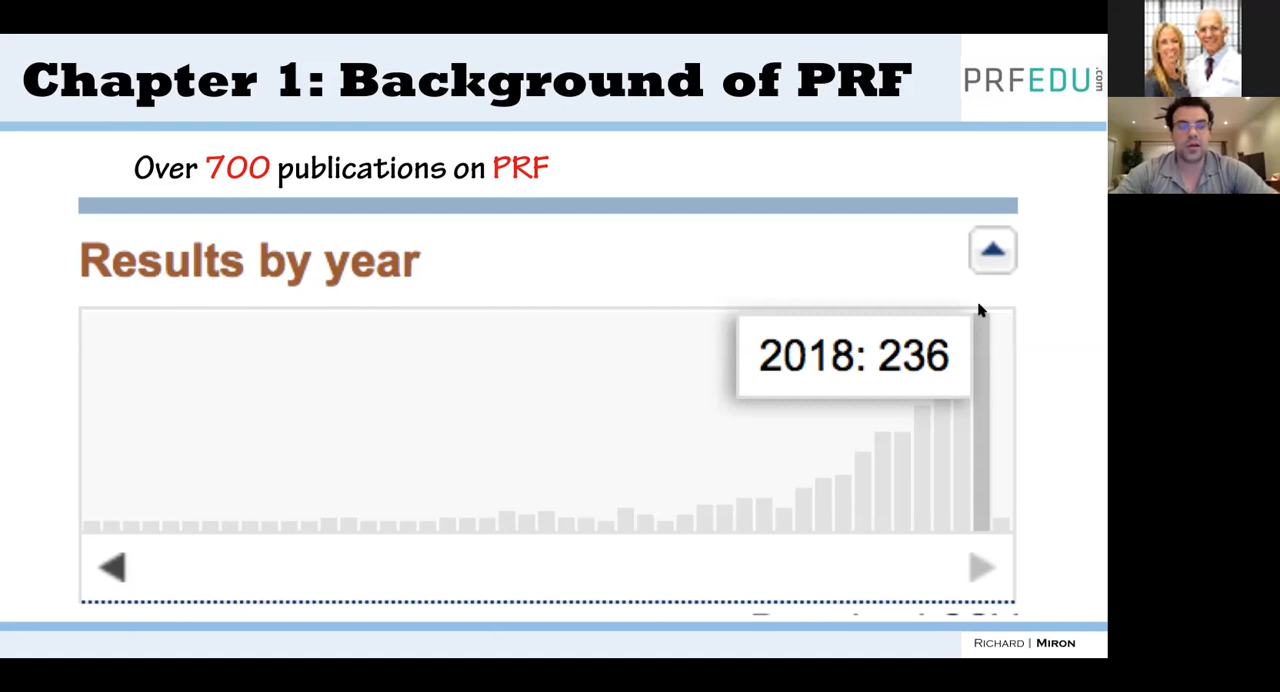 Chapter 1: Background of PRF
PRFEDU.com
Over 700 publications on PRF
Results by year
2018: 236
RICHARD | MIRON